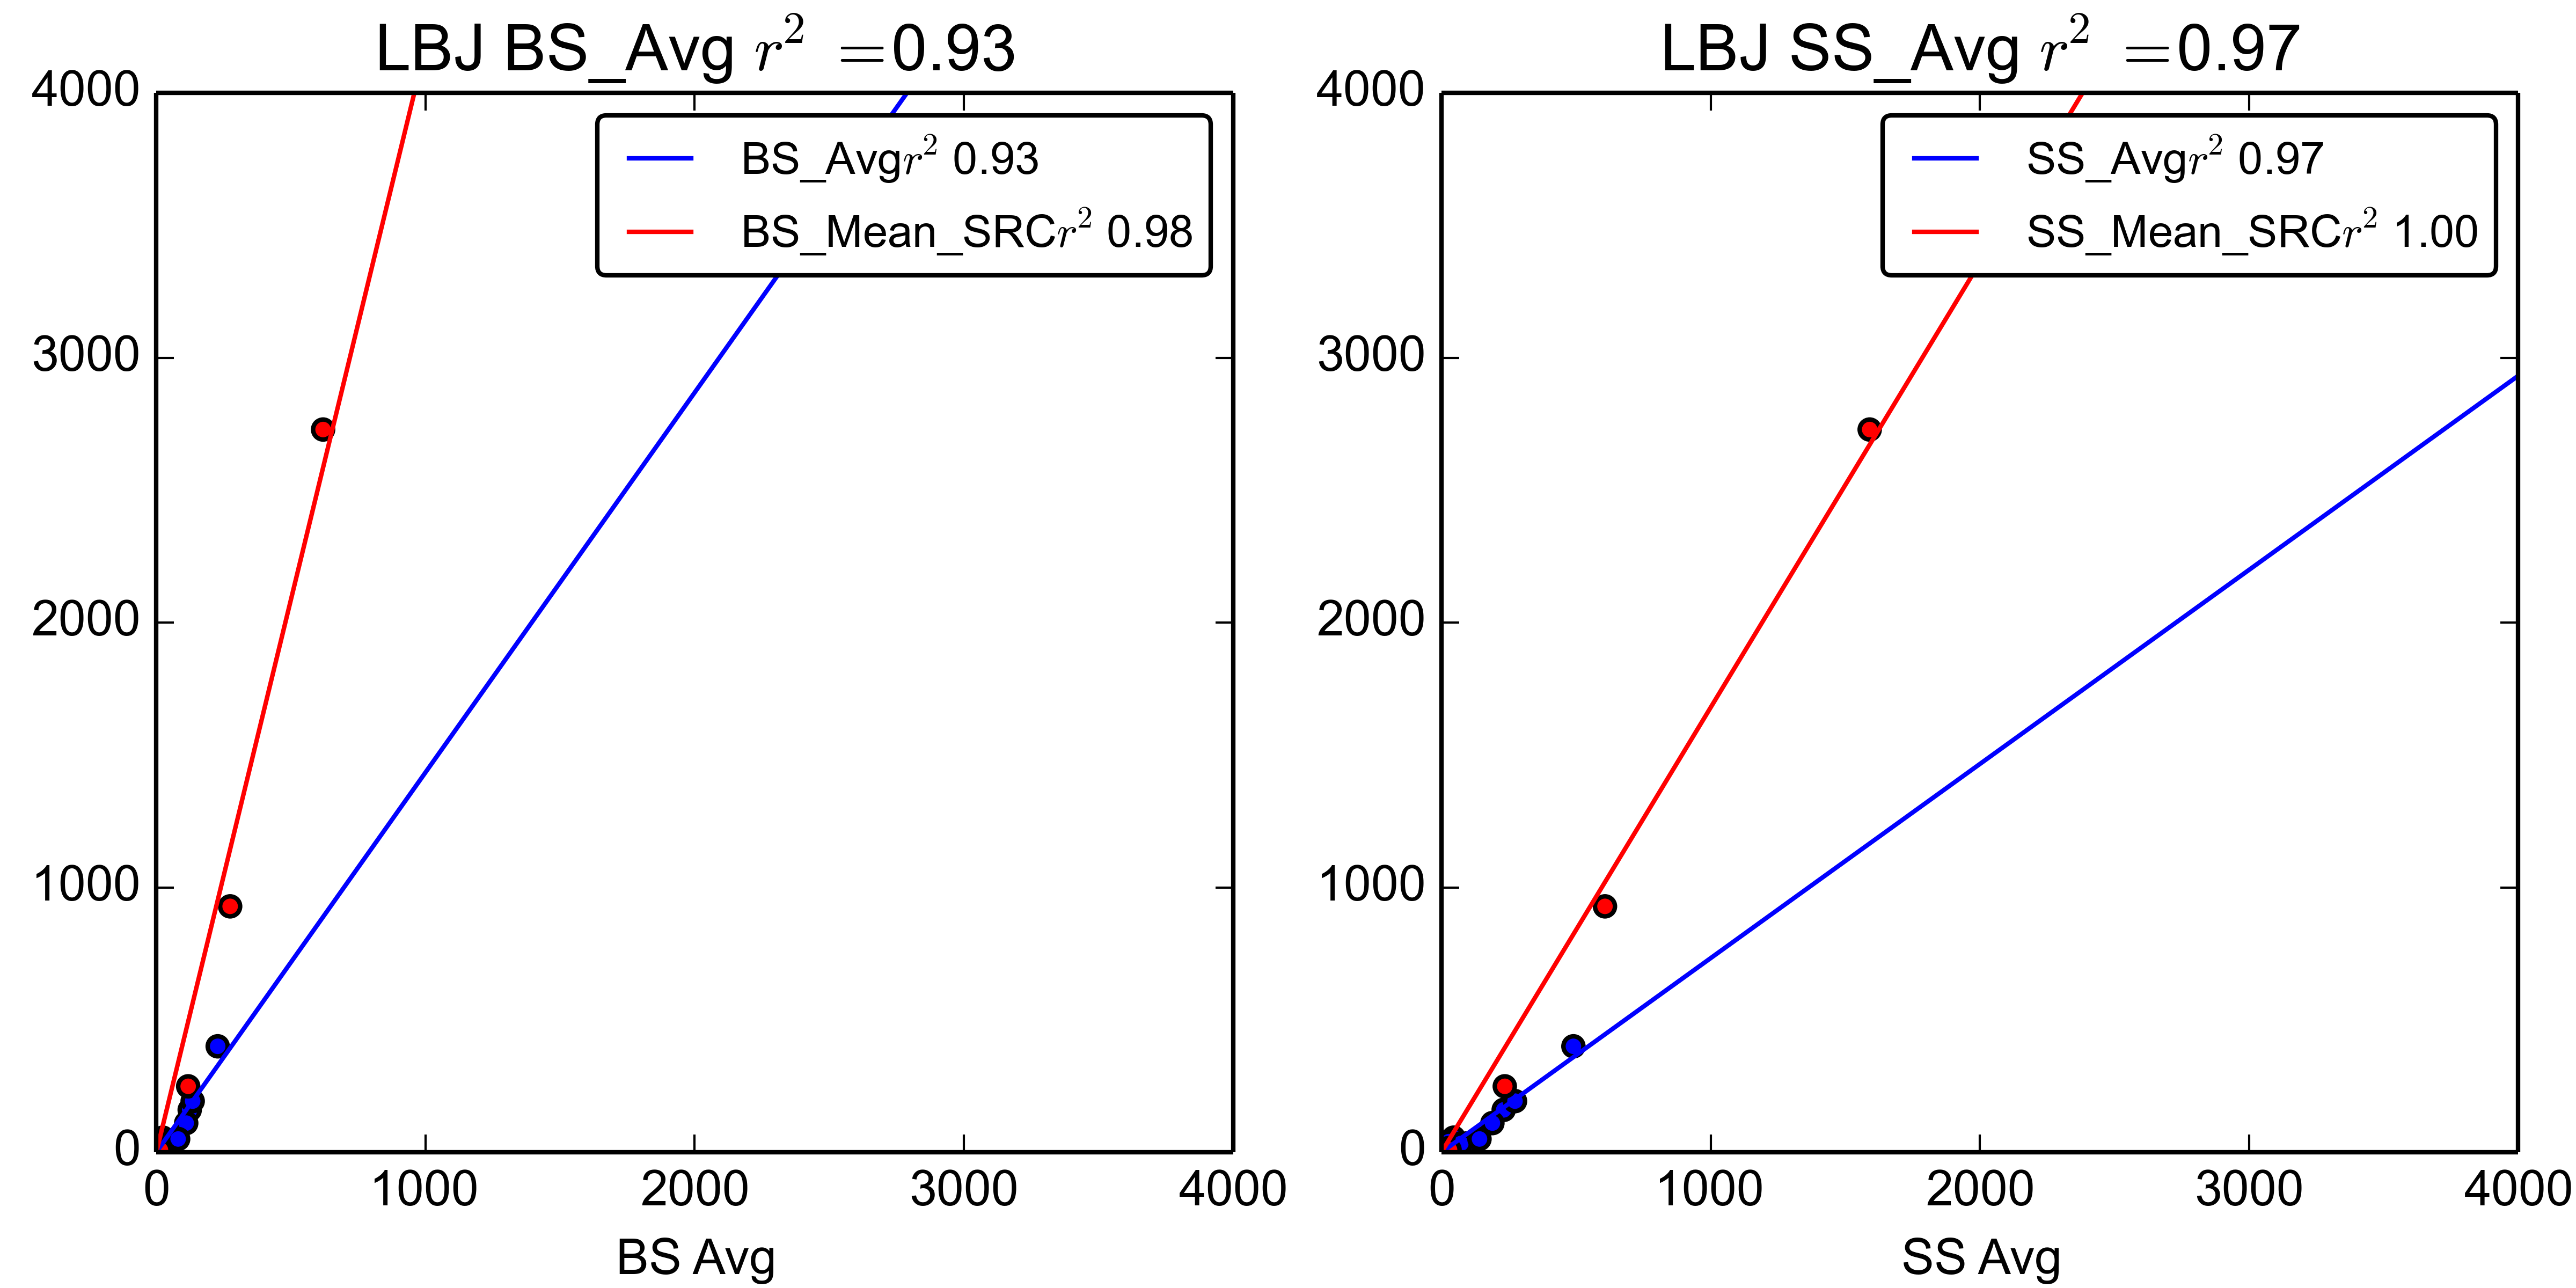 LBJ BS_Avg r² =0.93
4000
3000
2000
1000
0
BS_Avgr² 0.93
BS_Mean_SRCr² 0.98
0 1000 2000 3000 4000
BS Avg
LBJ SS_Avg r² =0.97
4000
3000
2000
1000
0
SS_Avgr² 0.97
SS_Mean_SRCr² 1.00
0 1000 2000 3000 4000
SS Avg